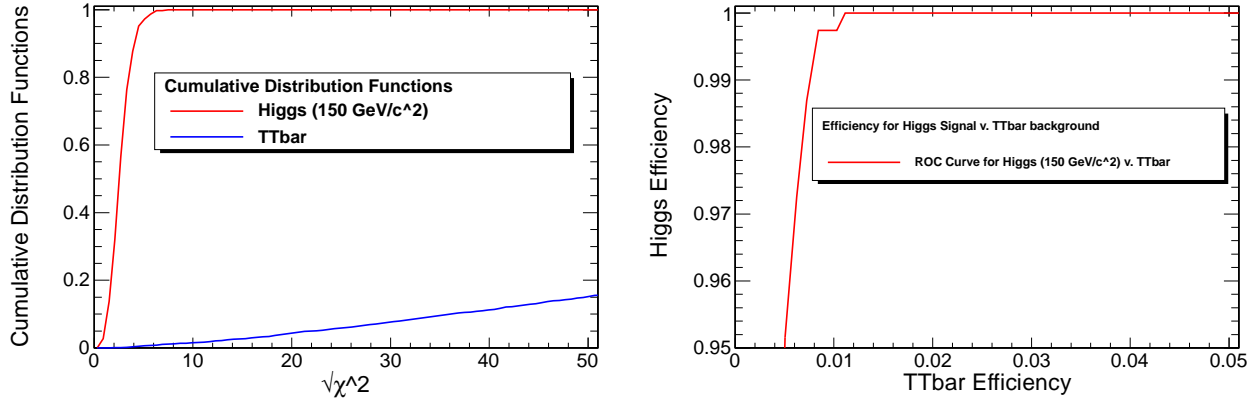 Cumulative Distribution Functions
1
0.8
0.6
0.4
0.2
0
Cumulative Distribution Functions
Higgs (150 GeV/c^2)
TTbar
0 10 20 30 40 50
√χ^2
Higgs Efficiency
1
0.99
0.98
0.97
0.96
0.95
Efficiency for Higgs Signal v. TTbar background
ROC Curve for Higgs (150 GeV/c^2) v. TTbar
0 0.01 0.02 0.03 0.04 0.05
TTbar Efficiency